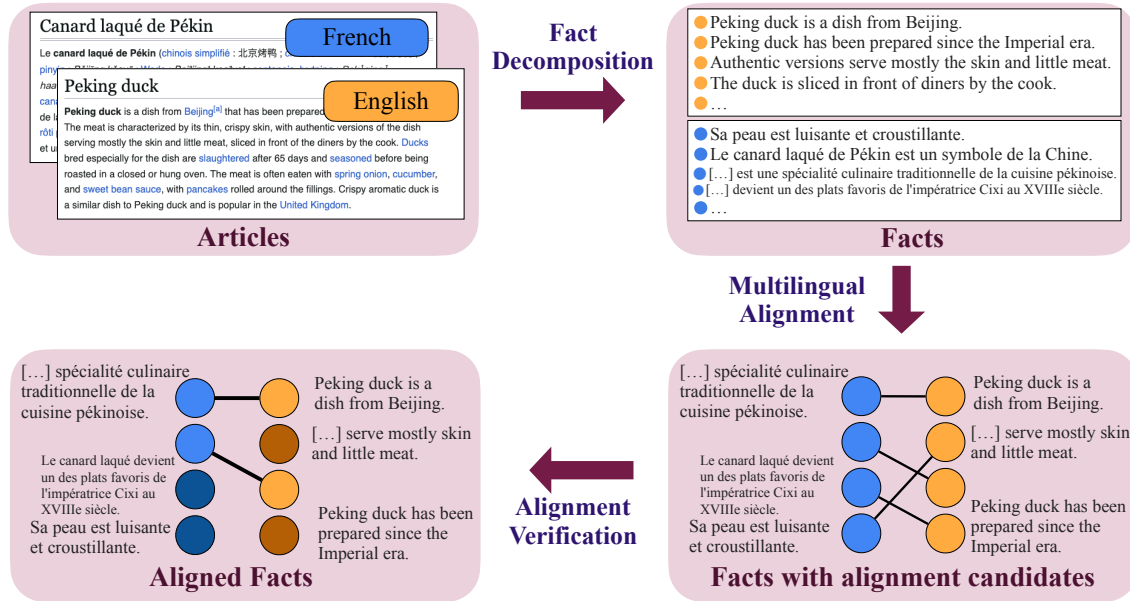 Canard laqué de Pékin
French
Le canard laqué de Pékin (chinois simplifié : 北京烤鸭 ;
Peking duck
English
Peking duck is a dish from Beijing[a] that has been prepared
The meat is characterized by its thin, crispy skin, with authentic versions of the dish
serving mostly the skin and little meat, sliced in front of the diners by the cook. Ducks
bred especially for the dish are slaughtered after 65 days and seasoned before being
roasted in a closed or hung oven. The meat is often eaten with spring onion, cucumber,
and sweet bean sauce, with pancakes rolled around the fillings. Crispy aromatic duck is
a similar dish to Peking duck and is popular in the United Kingdom.
Articles
Fact
Decomposition
Peking duck is a dish from Beijing.
Peking duck has been prepared since the Imperial era.
Authentic versions serve mostly the skin and little meat.
The duck is sliced in front of diners by the cook.
…
Sa peau est luisante et croustillante.
Le canard laqué de Pékin est un symbole de la Chine.
[…] est une spécialité culinaire traditionnelle de la cuisine pékinoise.
[…] devient un des plats favoris de l'impératrice Cixi au XVIIIe siècle.
…
Facts
Multilingual
Alignment
[…] spécialité culinaire
traditionnelle de la
cuisine pékinoise.
Le canard laqué devient
un des plats favoris de
l'impératrice Cixi au
XVIIIe siècle.
Sa peau est luisante
et croustillante.
Peking duck is a
dish from Beijing.
[…] serve mostly skin
and little meat.
Peking duck has been
prepared since the
Imperial era.
Facts with alignment candidates
Alignment
Verification
[…] spécialité culinaire
traditionnelle de la
cuisine pékinoise.
Le canard laqué devient
un des plats favoris de
l'impératrice Cixi au
XVIIIe siècle.
Sa peau est luisante
et croustillante.
Peking duck is a
dish from Beijing.
[…] serve mostly skin
and little meat.
Peking duck has been
prepared since the
Imperial era.
Aligned Facts